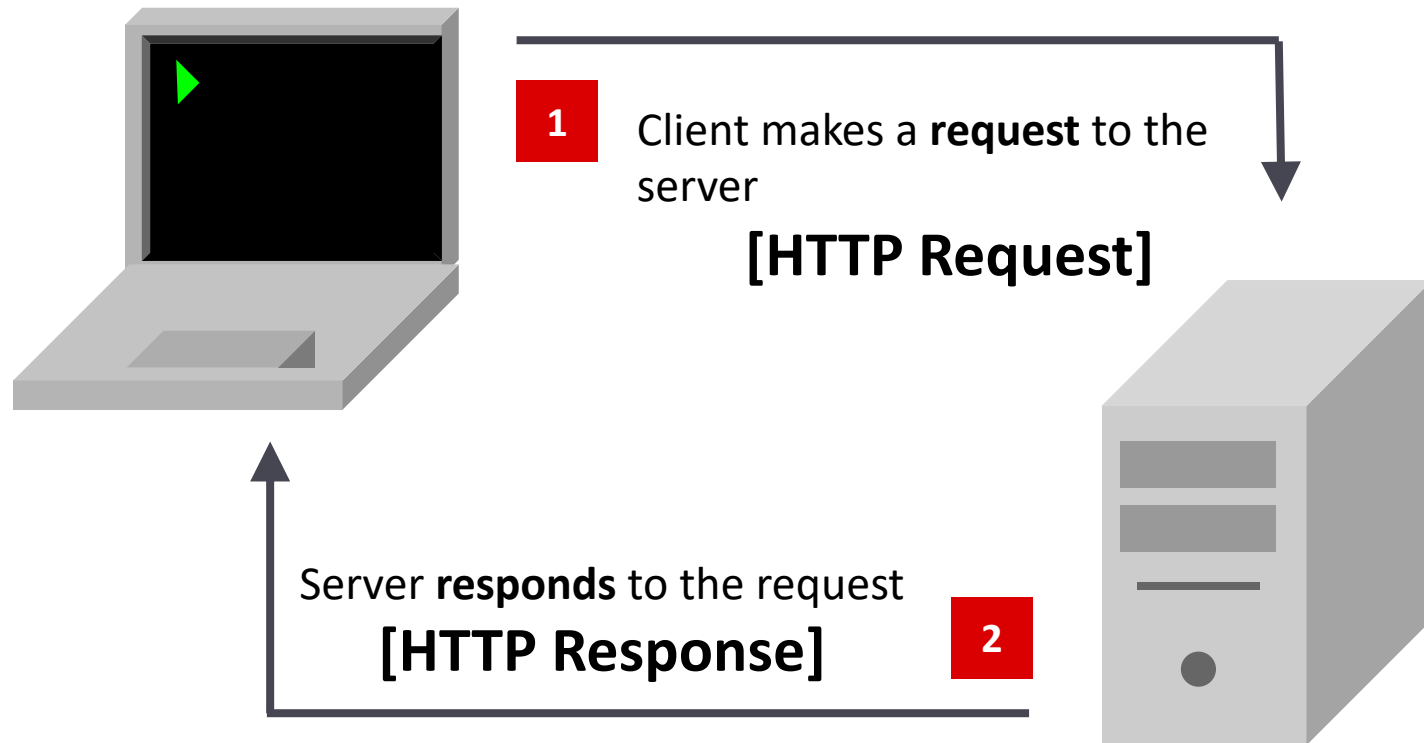 1
Client makes a request to the
server
[HTTP Request]
Server responds to the request
[HTTP Response]
2